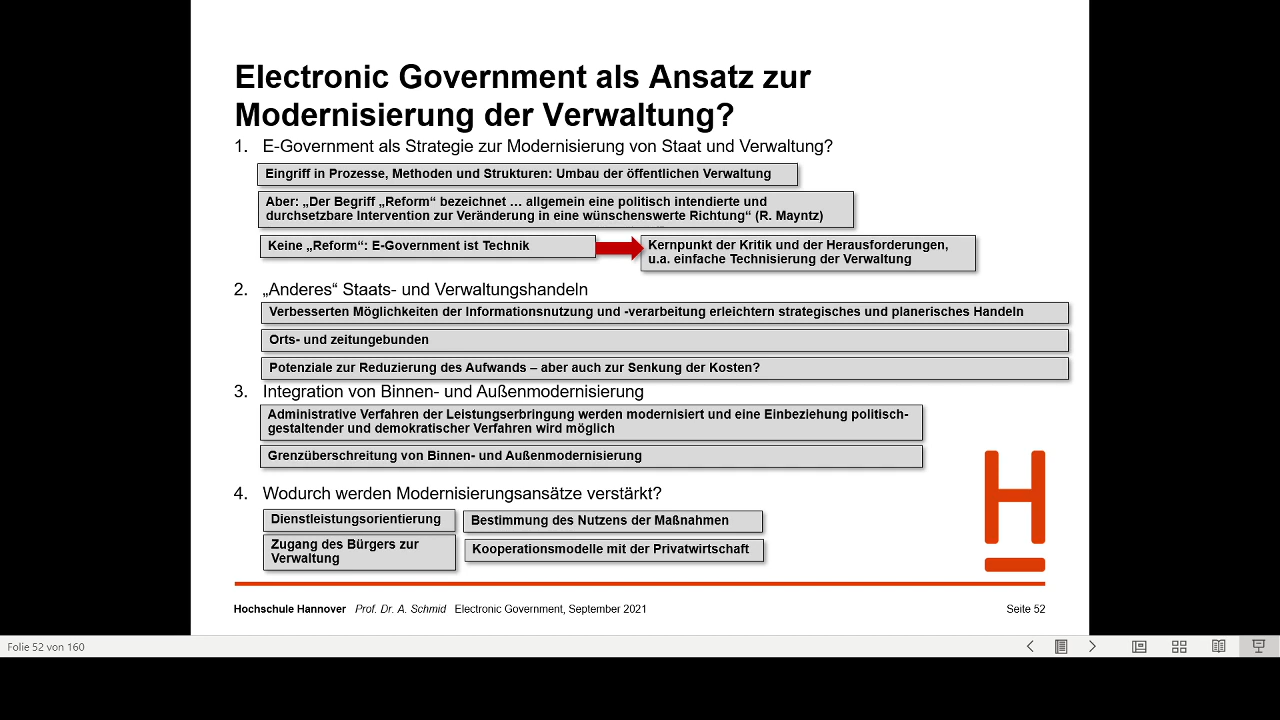 Electronic Government als Ansatz zur
Modernisierung der Verwaltung?
1. E-Government als Strategie zur Modernisierung von Staat und Verwaltung?
Eingriff in Prozesse, Methoden und Strukturen: Umbau der öffentlichen Verwaltung
Aber: „Der Begriff „Reform“ bezeichnet … allgemein eine politisch intendierte und
durchsetzbare Intervention zur Veränderung in eine wünschenswerte Richtung“ (R. Mayntz)
Keine „Reform“: E-Government ist Technik
Kernpunkt der Kritik und der Herausforderungen,
u.a. einfache Technisierung der Verwaltung
2. „Anderes“ Staats- und Verwaltungshandeln
Verbesserten Möglichkeiten der Informationsnutzung und -verarbeitung erleichtern strategisches und planerisches Handeln
Orts- und zeitungebunden
Potenziale zur Reduzierung des Aufwands – aber auch zur Senkung der Kosten?
3. Integration von Binnen- und Außenmodernisierung
Administrative Verfahren der Leistungserbringung werden modernisiert und eine Einbeziehung politisch-
gestaltender und demokratischer Verfahren wird möglich
Grenzüberschreitung von Binnen- und Außenmodernisierung
4. Wodurch werden Modernisierungsansätze verstärkt?
Dienstleistungsorientierung
Bestimmung des Nutzens der Maßnahmen
Zugang des Bürgers zur
Verwaltung
Kooperationsmodelle mit der Privatwirtschaft
H
Hochschule Hannover Prof. Dr. A. Schmid Electronic Government, September 2021 Seite 52
Folie 52 von 160